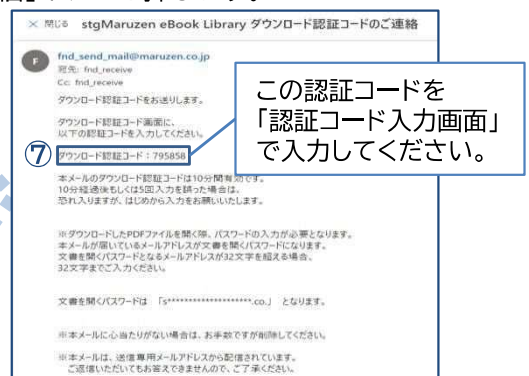 × 閉じる stgMaruzen eBook Library ダウンロード認証コードのご連絡
F
fnd_send_mail@maruzen.co.jp
宛先: fnd_receive
Cc: fnd_receive
ダウンロード認証コードをお送りします。
ダウンロード認証画面に、
以下の認証コードを入力してください。
⑦
ダウンロード認証コード：795858
この認証コードを
「認証コード入力画面」
で入力してください。
本メールのダウンロード認証コードは10分間有効です。
10分経過後もしくは5回入力を誤った場合は、
恐れ入りますが、はじめから入力をお願いいたします。
※ダウンロードしたPDFファイルを開く際、パスワードの入力が必要となります。
本メールが届いているメールアドレスが文書を開くパスワードになります。
文書を開くパスワードとなるメールアドレスが32文字を超える場合、
32文字までご入力ください。
文書を開くパスワードは 「s*********************.co.」 となります。
※本メールに心当たりがない場合は、お手数ですが削除してください。
※本メールは、送信専用メールアドレスから配信されています。
ご返信いただいてもお答えできませんので、ご了承ください。